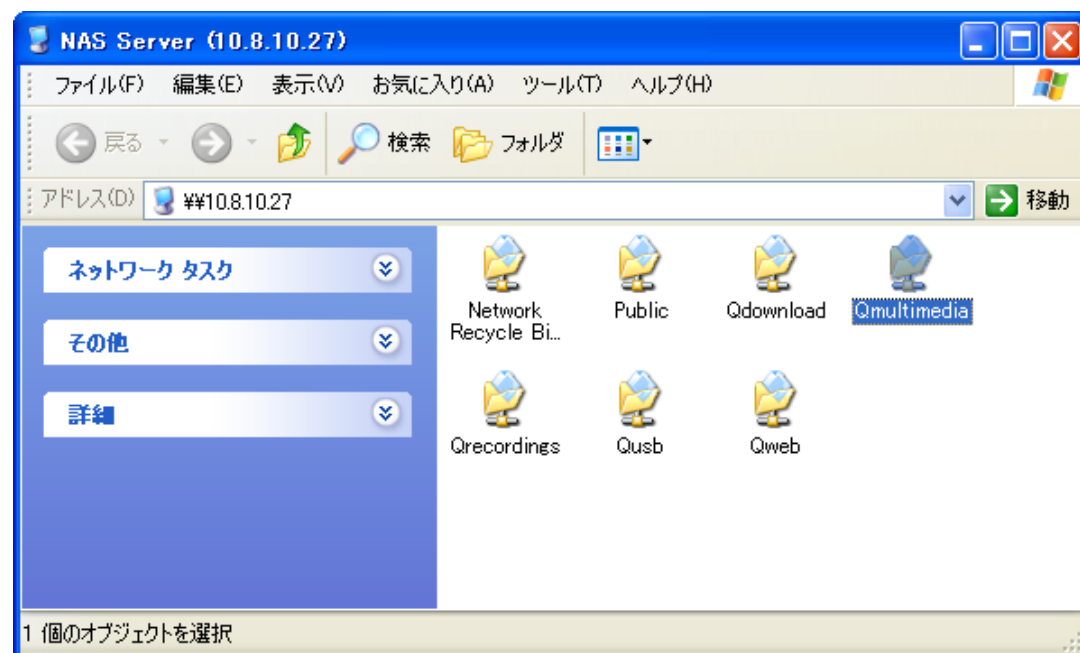 NAS Server (10.8.10.27)
ファイル(F) 編集(E) 表示(V) お気に入り(A) ツール(T) ヘルプ(H)
戻る 検索 フォルダ
アドレス(D) ¥¥10.8.10.27 移動
ネットワーク タスク
その他
詳細
Network
Recycle Bi...
Public
Qdownload
Qmultimedia
Qrecordings
Qusb
Qweb
1 個のオブジェクトを選択